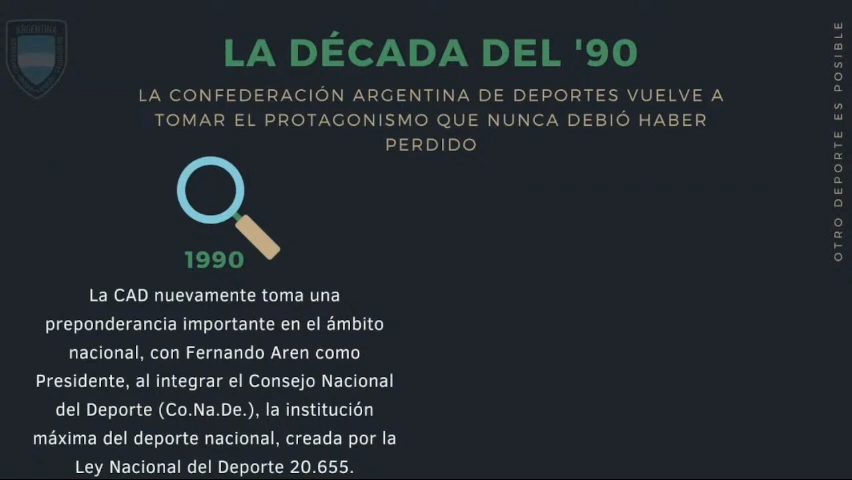 ARGENTINA
LA DÉCADA DEL '90
LA CONFEDERACIÓN ARGENTINA DE DEPORTES VUELVE A
TOMAR EL PROTAGONISMO QUE NUNCA DEBIÓ HABER
PERDIDO
1990
La CAD nuevamente toma una
preponderancia importante en el ámbito
nacional, con Fernando Aren como
Presidente, al integrar el Consejo Nacional
del Deporte (Co.Na.De.), la institución
máxima del deporte nacional, creada por la
Ley Nacional del Deporte 20.655.
OTRO DEPORTE ES POSIBLE